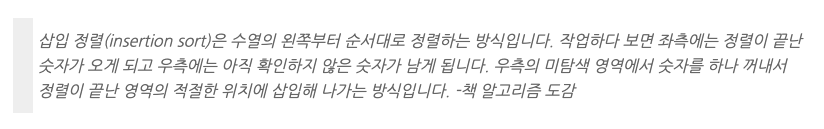 삽입 정렬(insertion sort)은 수열의 왼쪽부터 순서대로 정렬하는 방식입니다. 작업하다 보면 좌측에는 정렬이 끝난
숫자가 오게 되고 우측에는 아직 확인하지 않은 숫자가 남게 됩니다. 우측의 미탐색 영역에서 숫자를 하나 꺼내서
정렬이 끝난 영역의 적절한 위치에 삽입해 나가는 방식입니다. -책 알고리즘 도감